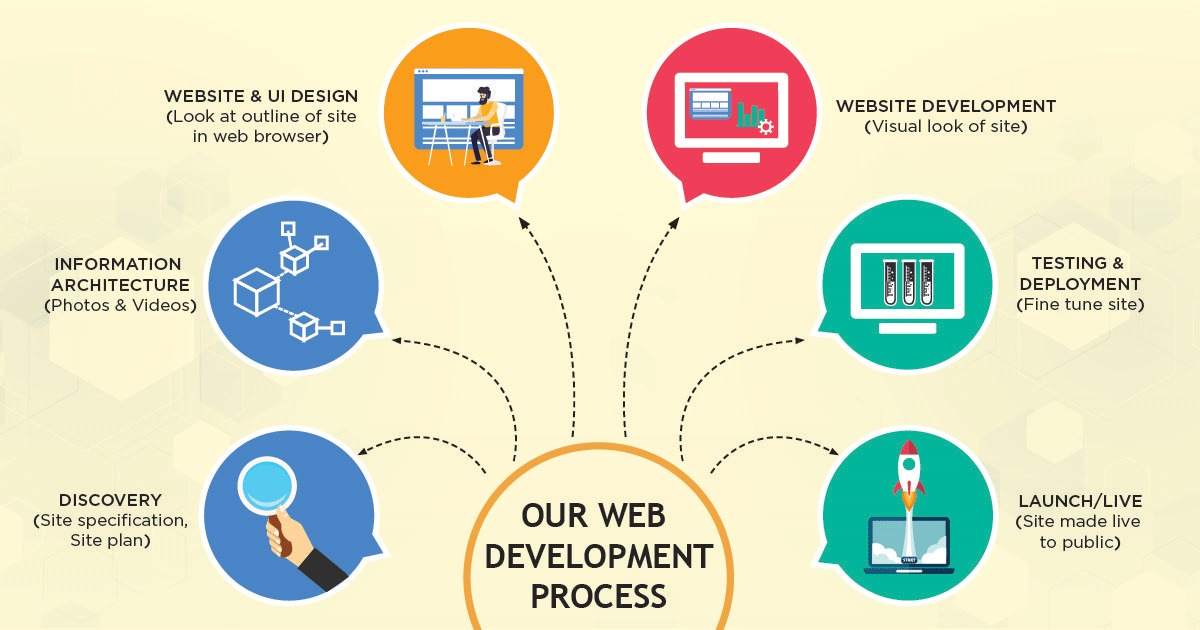 WEBSITE & UI DESIGN
(Look at outline of site
in web browser)
WEBSITE DEVELOPMENT
(Visual look of site)
INFORMATION
ARCHITECTURE
(Photos & Videos)
TESTING &
DEPLOYMENT
(Fine tune site)
DISCOVERY
(Site specification,
Site plan)
OUR WEB
DEVELOPMENT
PROCESS
LAUNCH/LIVE
(Site made live
to public)
START